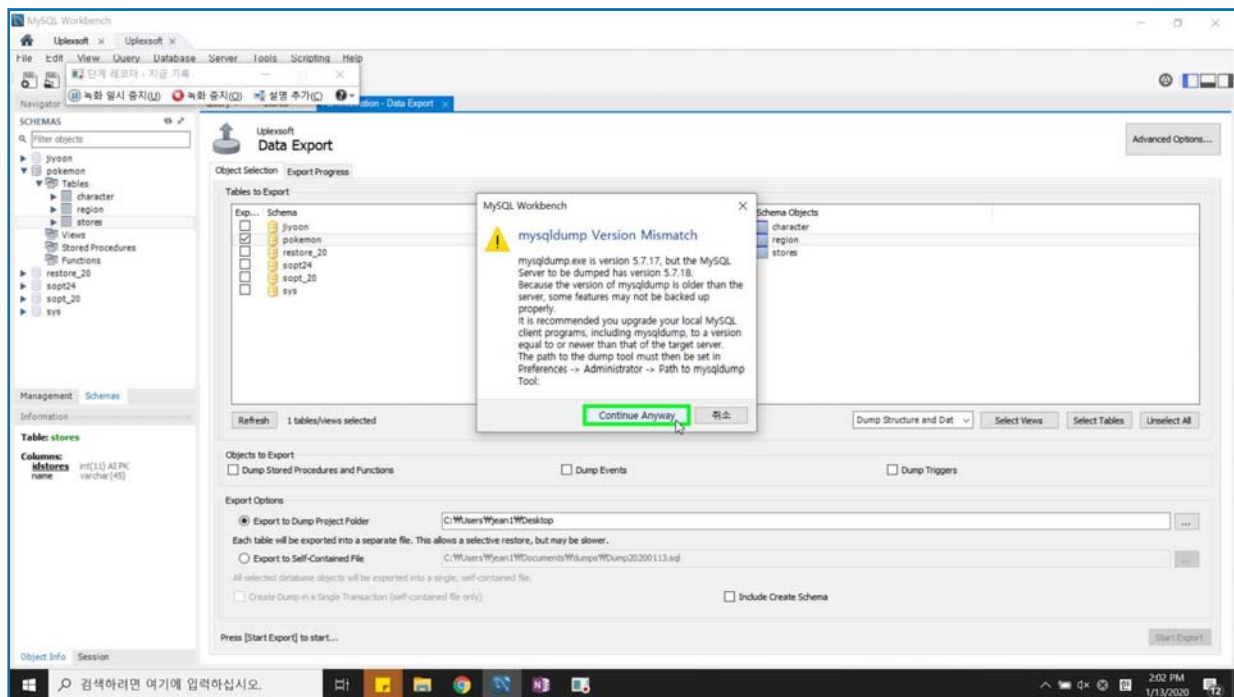 MySQL Workbench
Uplexsoft × Uplexsoft ×
File Edit View Query Database Server Tools Scripting Help
단계 레코더 - 지금 기록
녹화 일시 중지(U) 녹화 중지(O) 설명 추가(C)
Navigator
- Data Export
SCHEMAS
Filter objects
jiyoon
pokemon
Tables
character
region
stores
Views
Stored Procedures
Functions
restore_20
sopt24
sopt_20
sys
Management Schemas
Information
Table: stores
Columns:
idstores int(11) AI PK
name varchar(45)
Object Info Session
Uplexsoft
Data Export
Advanced Options...
Object Selection Export Progress
Tables to Export
Exp... Schema
jiyoon
pokemon
restore_20
sopt24
sopt_20
sys
Schema Objects
character
region
stores
MySQL Workbench
mysqldump Version Mismatch
mysqldump.exe is version 5.7.17, but the MySQL
Server to be dumped has version 5.7.18.
Because the version of mysqldump is older than the
server, some features may not be backed up
properly.
It is recommended you upgrade your local MySQL
client programs, including mysqldump, to a version
equal to or newer than that of the target server.
The path to the dump tool must then be set in
Preferences -> Administrator -> Path to mysqldump
Tool:
Continue Anyway 취소
Refresh 1 tables/views selected
Dump Structure and Dat Select Views Select Tables Unselect All
Objects to Export
Dump Stored Procedures and Functions Dump Events Dump Triggers
Export Options
Export to Dump Project Folder C:₩Users₩jean1₩Desktop ...
Each table will be exported into a separate file. This allows a selective restore, but may be slower.
Export to Self-Contained File C:₩Users₩jean1₩Documents₩dumps₩Dump20200113.sql ...
All selected database objects will be exported into a single, self-contained file.
Create Dump in a Single Transaction (self-contained file only) Include Create Schema
Press [Start Export] to start...
Start Export
검색하려면 여기에 입력하십시오.
2:02 PM
1/13/2020